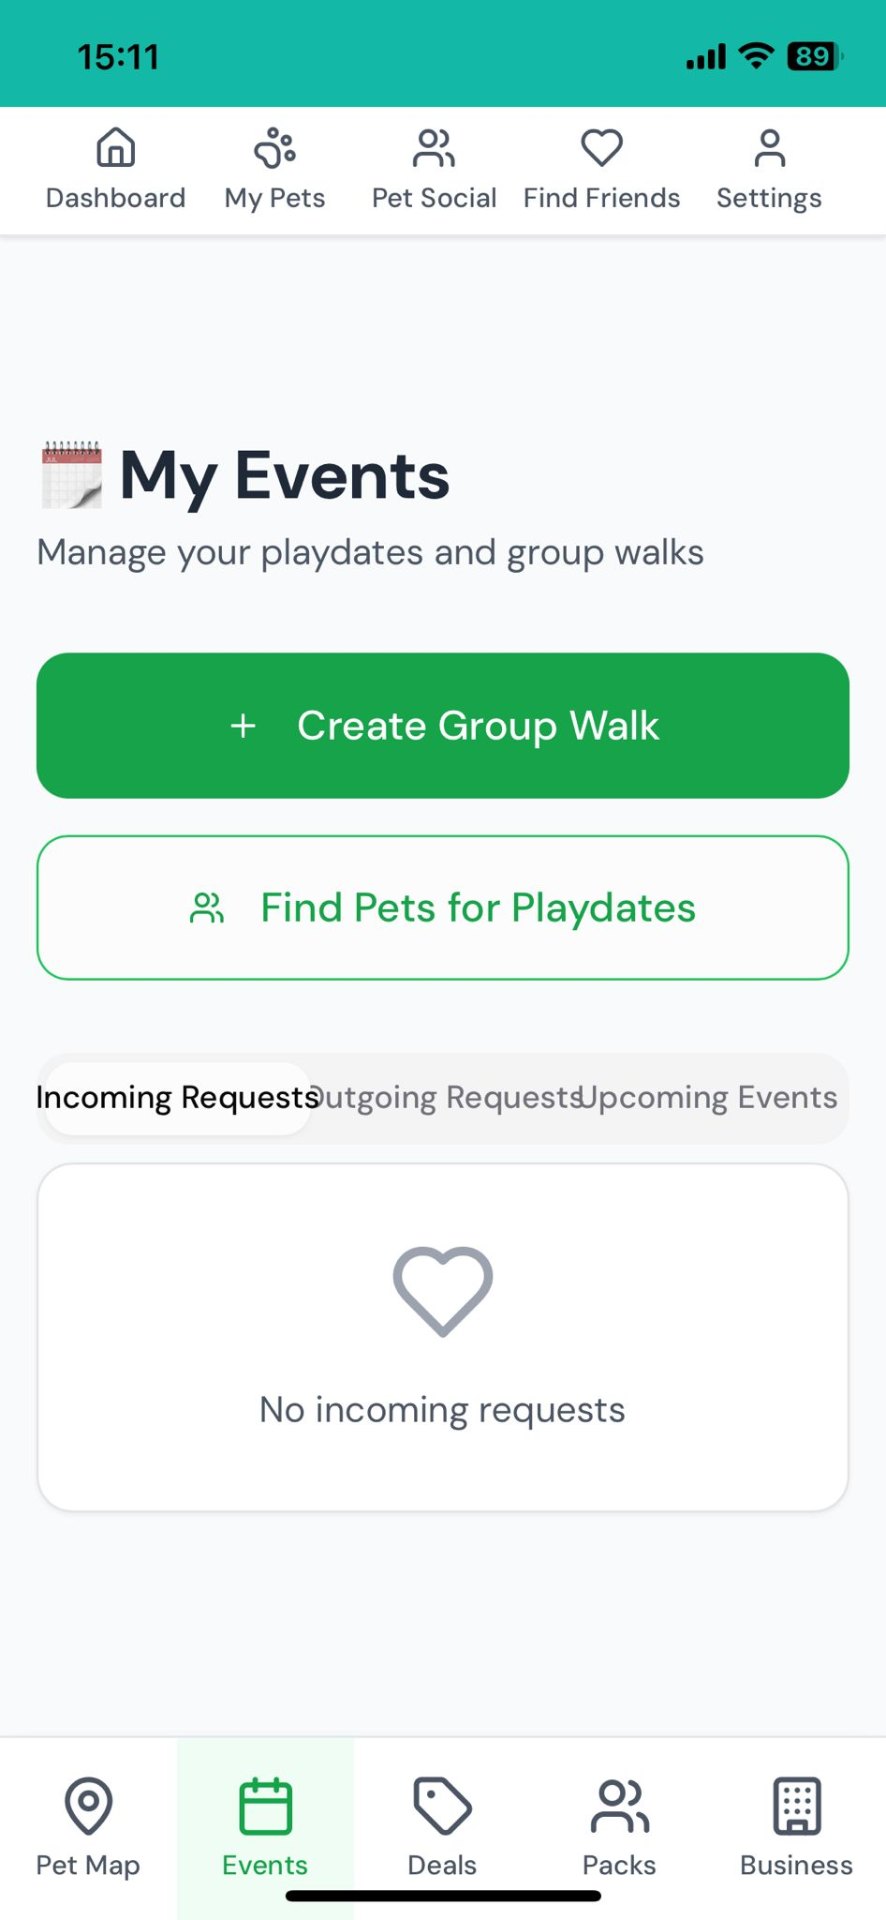 15:11
89
Dashboard My Pets Pet Social Find Friends Settings
JUL
My Events
Manage your playdates and group walks
+ Create Group Walk
Find Pets for Playdates
Incoming Requests Outgoing Requests Upcoming Events
No incoming requests
Pet Map Events Deals Packs Business